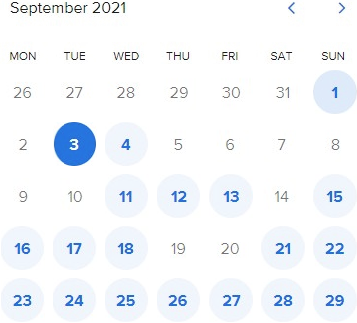 September 2021
MON TUE WED THU FRI SAT SUN
26 27 28 29 30 31 1
2 3 4 5 6 7 8
9 10 11 12 13 14 15
16 17 18 19 20 21 22
23 24 25 26 27 28 29